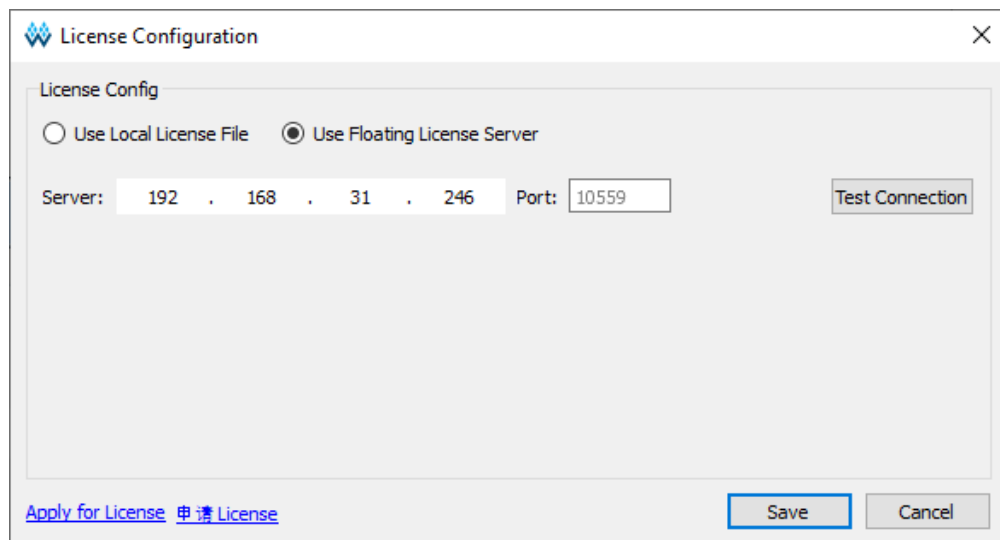 License Configuration
License Config
Use Local License File Use Floating License Server
Server: 192 . 168 . 31 . 246 Port: 10559 Test Connection
Apply for License 申请 License Save Cancel